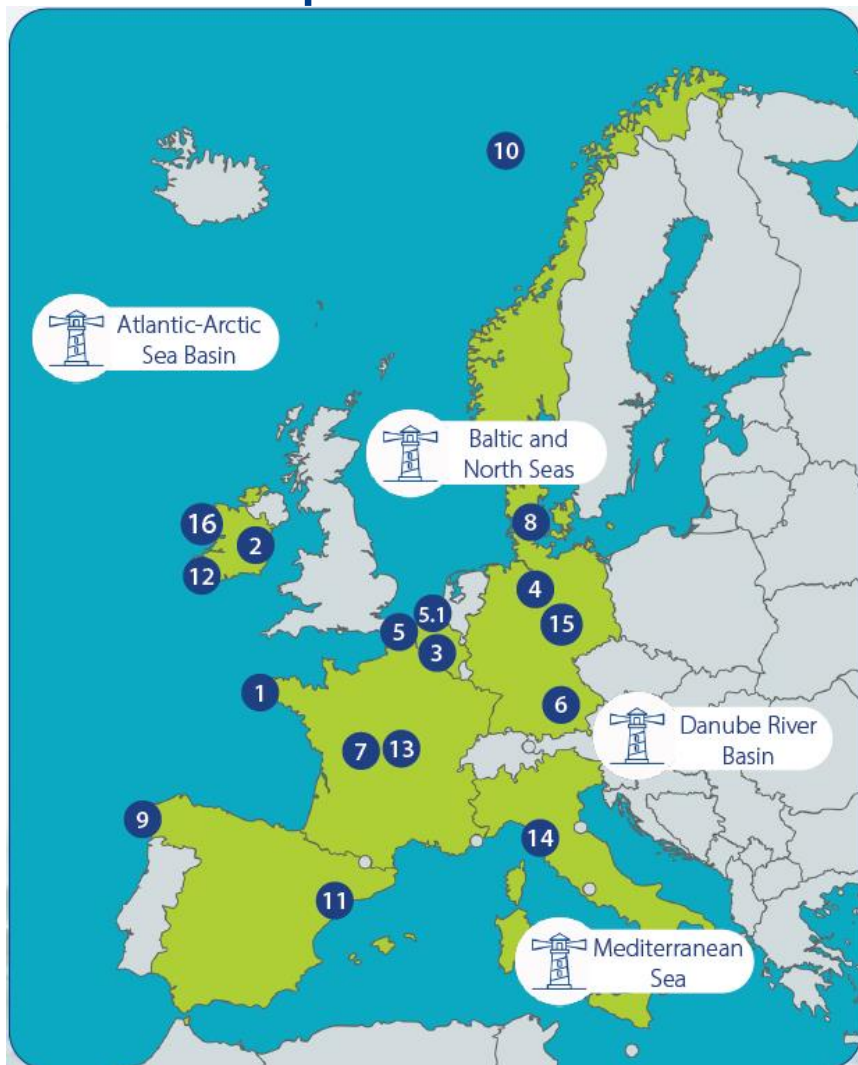 10
Atlantic-Arctic
Sea Basin
Baltic and
North Seas
16
2
8
12
4
5.1
5
15
3
1
6
Danube River
Basin
7
13
9
14
11
Mediterranean
Sea